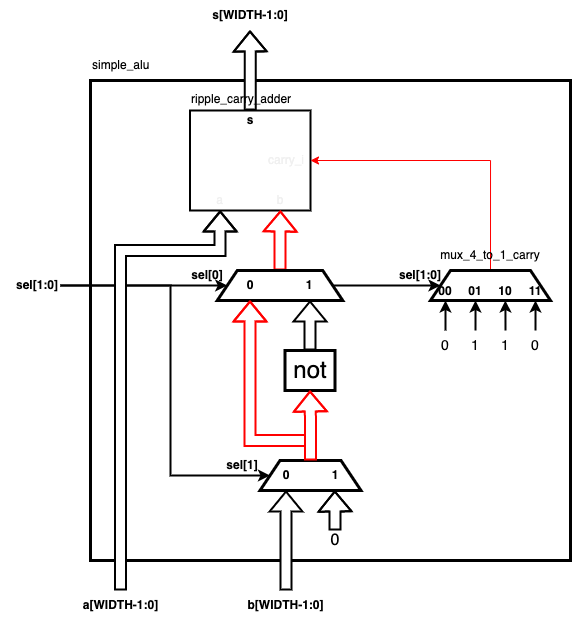 s[WIDTH-1:0]
simple_alu
ripple_carry_adder
s
carry_i
a
b
mux_4_to_1_carry
sel[1:0]
sel[0]
0 1
sel[1:0]
00 01 10 11
0 1 1 0
not
sel[1]
0 1
0
a[WIDTH-1:0]
b[WIDTH-1:0]